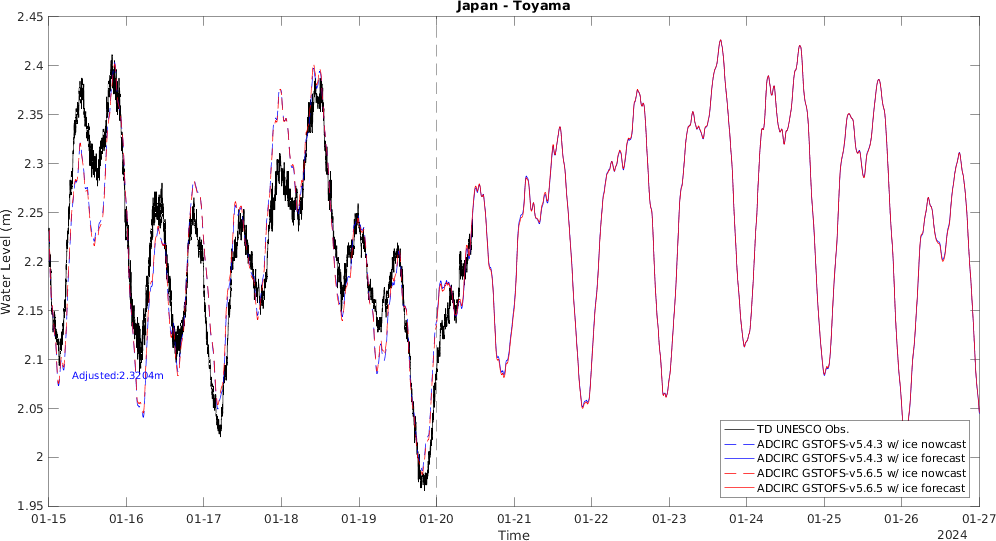 Japan - Toyama
Water Level (m)
2.45
2.4
2.35
2.3
2.25
2.2
2.15
2.1
2.05
2
1.95
Adjusted:2.3204m
TD UNESCO Obs.
ADCIRC GSTOFS-v5.4.3 w/ ice nowcast
ADCIRC GSTOFS-v5.4.3 w/ ice forecast
ADCIRC GSTOFS-v5.6.5 w/ ice nowcast
ADCIRC GSTOFS-v5.6.5 w/ ice forecast
01-15 01-16 01-17 01-18 01-19 01-20 01-21 01-22 01-23 01-24 01-25 01-26 01-27
Time
2024